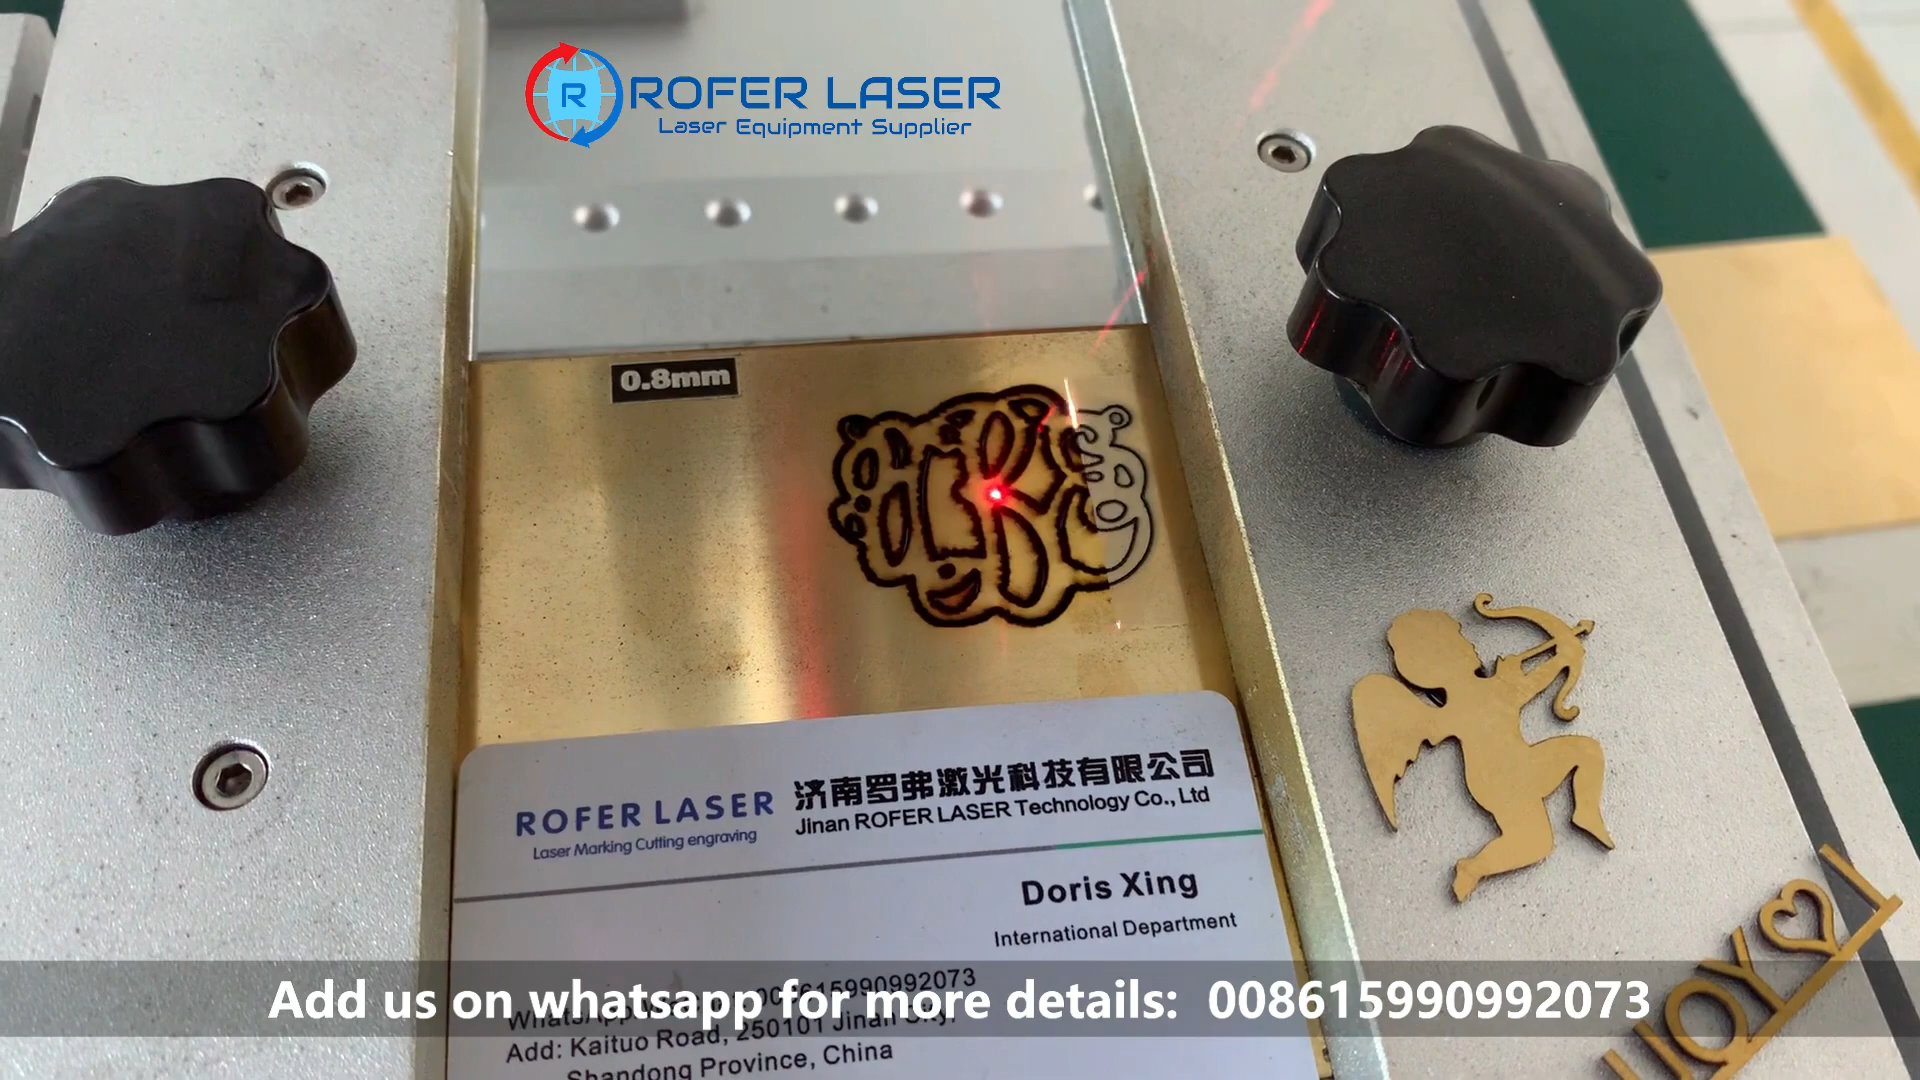 R ROFER LASER
Laser Equipment Supplier
0.8mm
ROFER LASER
Laser Marking Cutting engraving
济南罗弗激光科技有限公司
Jinan ROFER LASER Technology Co., Ltd
Doris Xing
International Department
008615990992073
Add us on whatsapp for more details: 008615990992073
Add: Kaituo Road, 250101 Jinan City,
Shandong Province, China